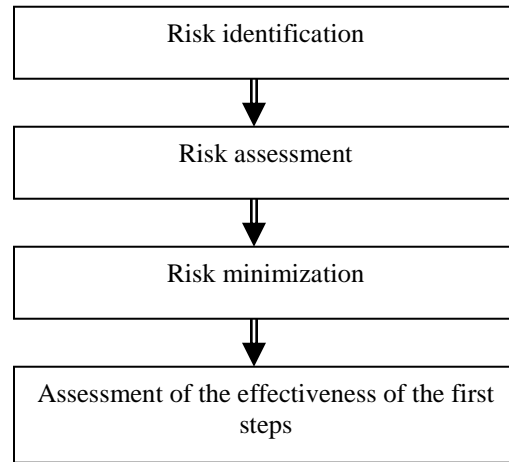 Risk identification
Risk assessment
Risk minimization
Assessment of the effectiveness of the first
steps